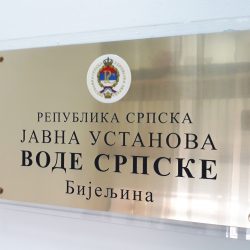 РЕПУБЛИКА СРПСКА
ЈАВНА УСТАНОВА
ВОДЕ СРПСКЕ
Бијељина